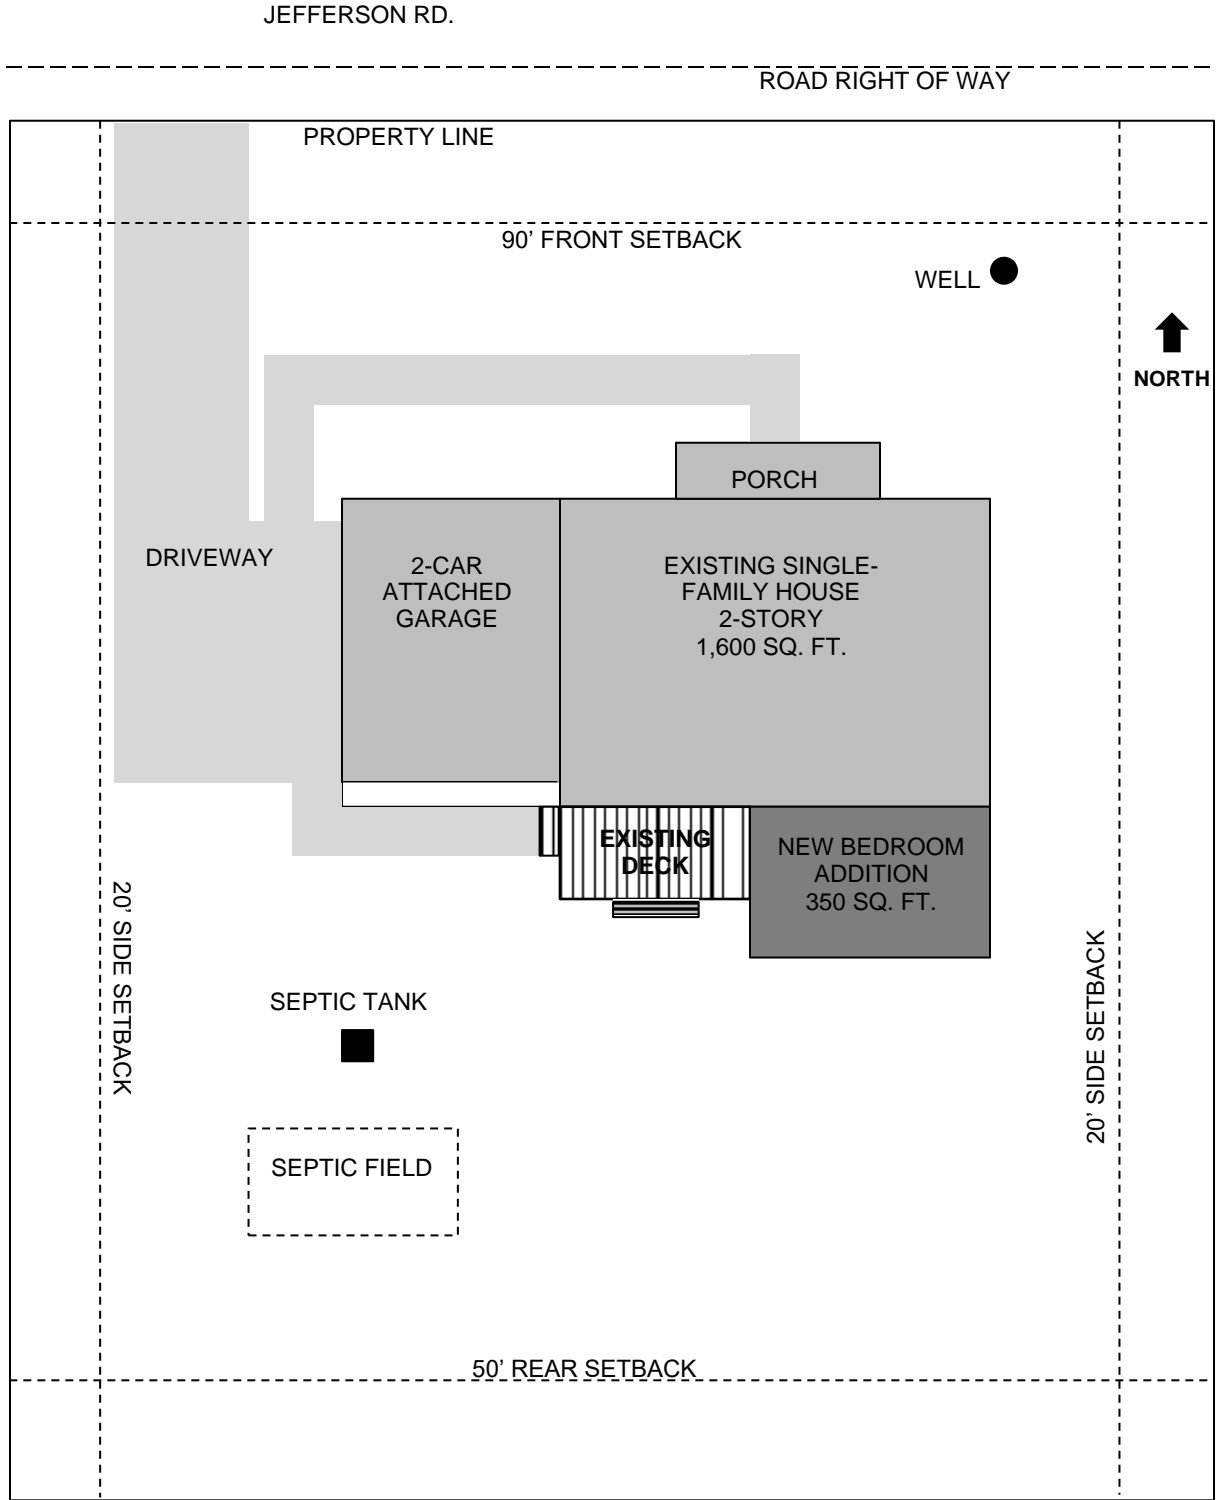 JEFFERSON RD.
ROAD RIGHT OF WAY
PROPERTY LINE
90’ FRONT SETBACK
WELL
NORTH
PORCH
DRIVEWAY
2-CAR
ATTACHED
GARAGE
EXISTING SINGLE-
FAMILY HOUSE
2-STORY
1,600 SQ. FT.
EXISTING
DECK
NEW BEDROOM
ADDITION
350 SQ. FT.
20’ SIDE SETBACK
20’ SIDE SETBACK
SEPTIC TANK
SEPTIC FIELD
50’ REAR SETBACK